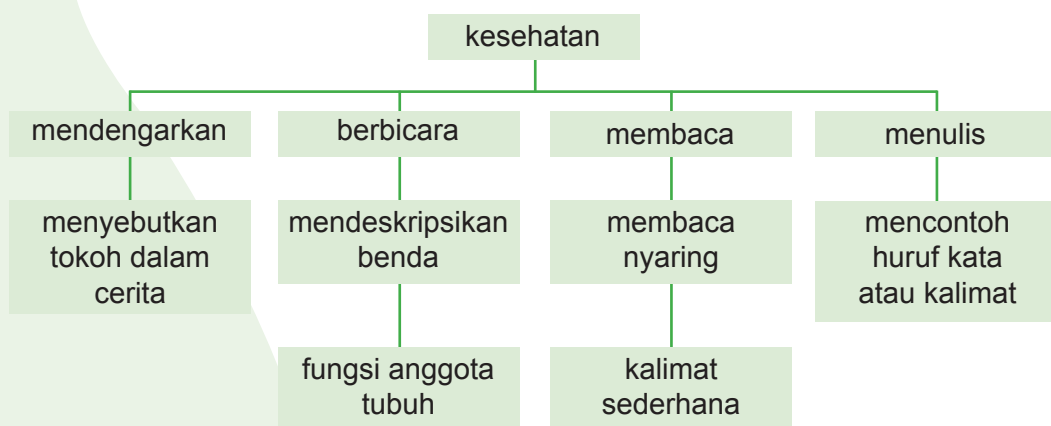 kesehatan
mendengarkan
berbicara
membaca
menulis
menyebutkan
tokoh dalam
cerita
mendeskripsikan
benda
membaca
nyaring
mencontoh
huruf kata
atau kalimat
fungsi anggota
tubuh
kalimat
sederhana